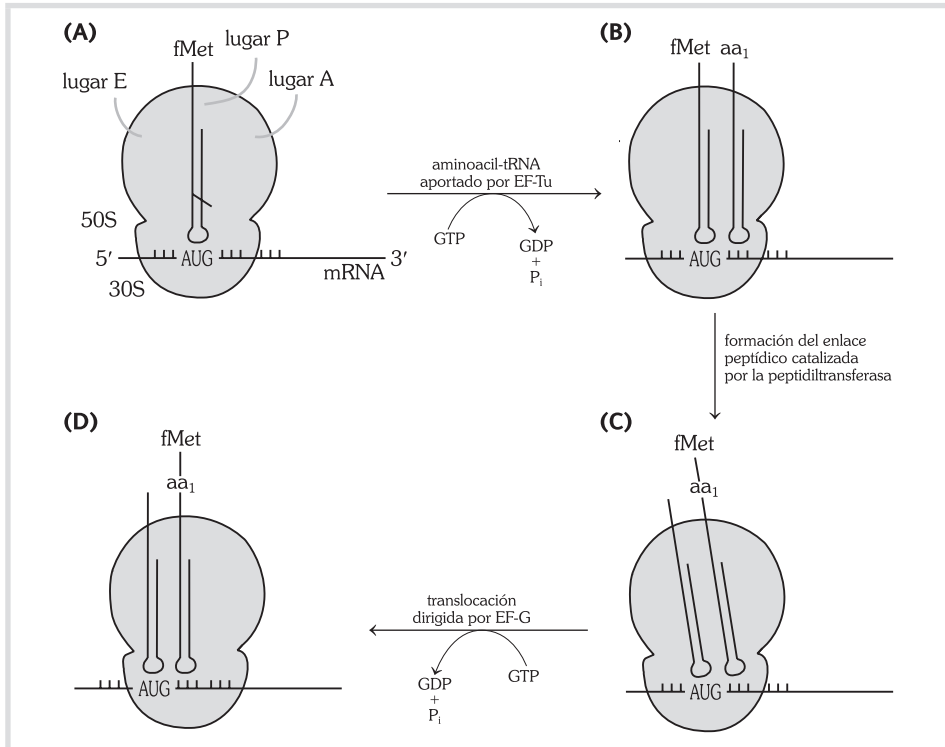 (A)
fMet
lugar P
lugar E
lugar A
50S
5′ AUG mRNA 3′
30S
aminoacil-tRNA
aportado por EF-Tu
GTP
GDP
+
Pi
(B)
fMet aa1
AUG
formación del enlace
peptídico catalizada
por la peptidiltransferasa
(C)
fMet
aa1
AUG
translocación
dirigida por EF-G
GTP
GDP
+
Pi
(D)
fMet
aa1
AUG